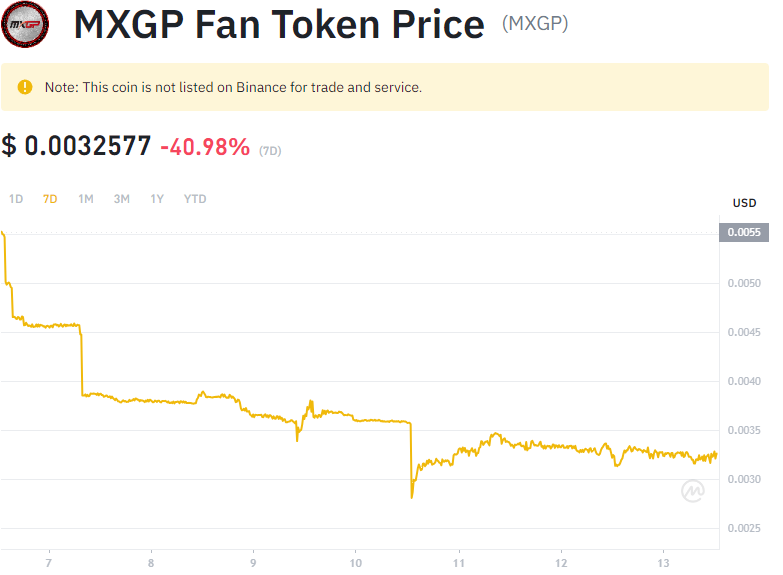 MXGP
MXGP Fan Token Price (MXGP)
Note: This coin is not listed on Binance for trade and service.
$ 0.0032577 -40.98% (7D)
1D 7D 1M 3M 1Y YTD
USD
0.0055
0.0050
0.0045
0.0040
0.0035
0.0030
0.0025
7 8 9 10 11 12 13